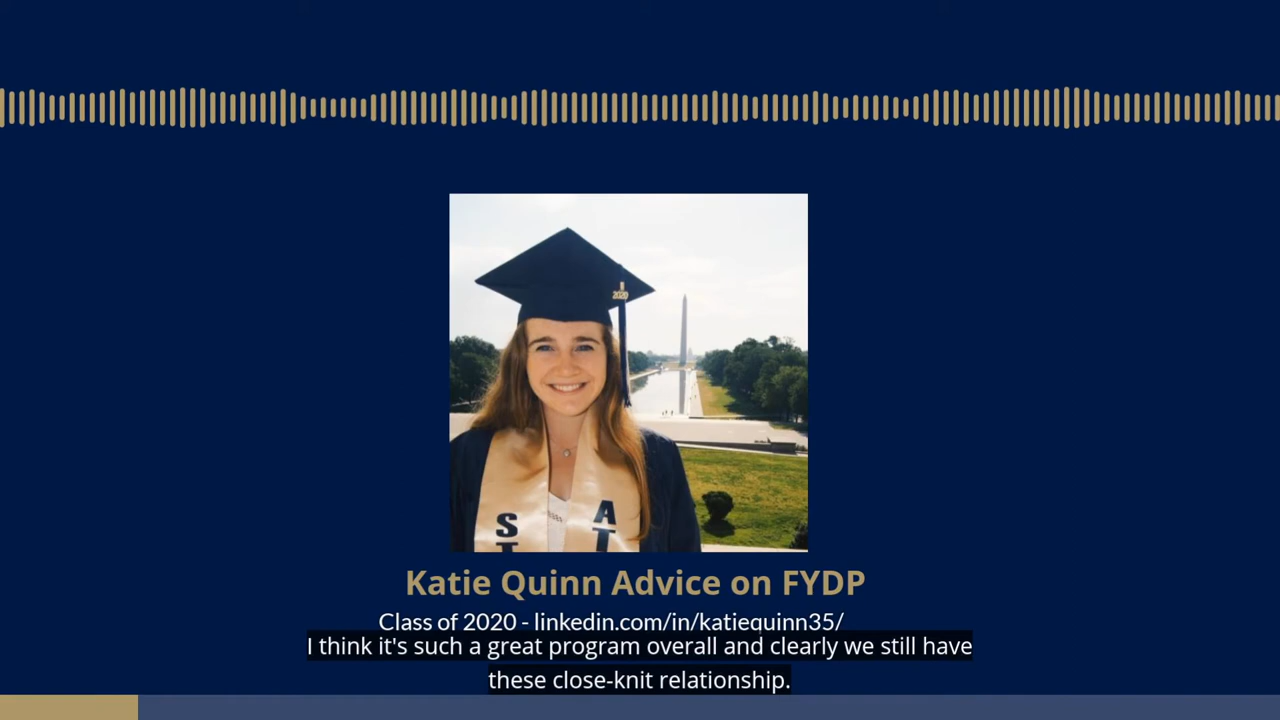 2020
S
T
A
T
Katie Quinn Advice on FYDP
Class of 2020 - linkedin.com/in/katiequinn35/
I think it's such a great program overall and clearly we still have
these close-knit relationship.